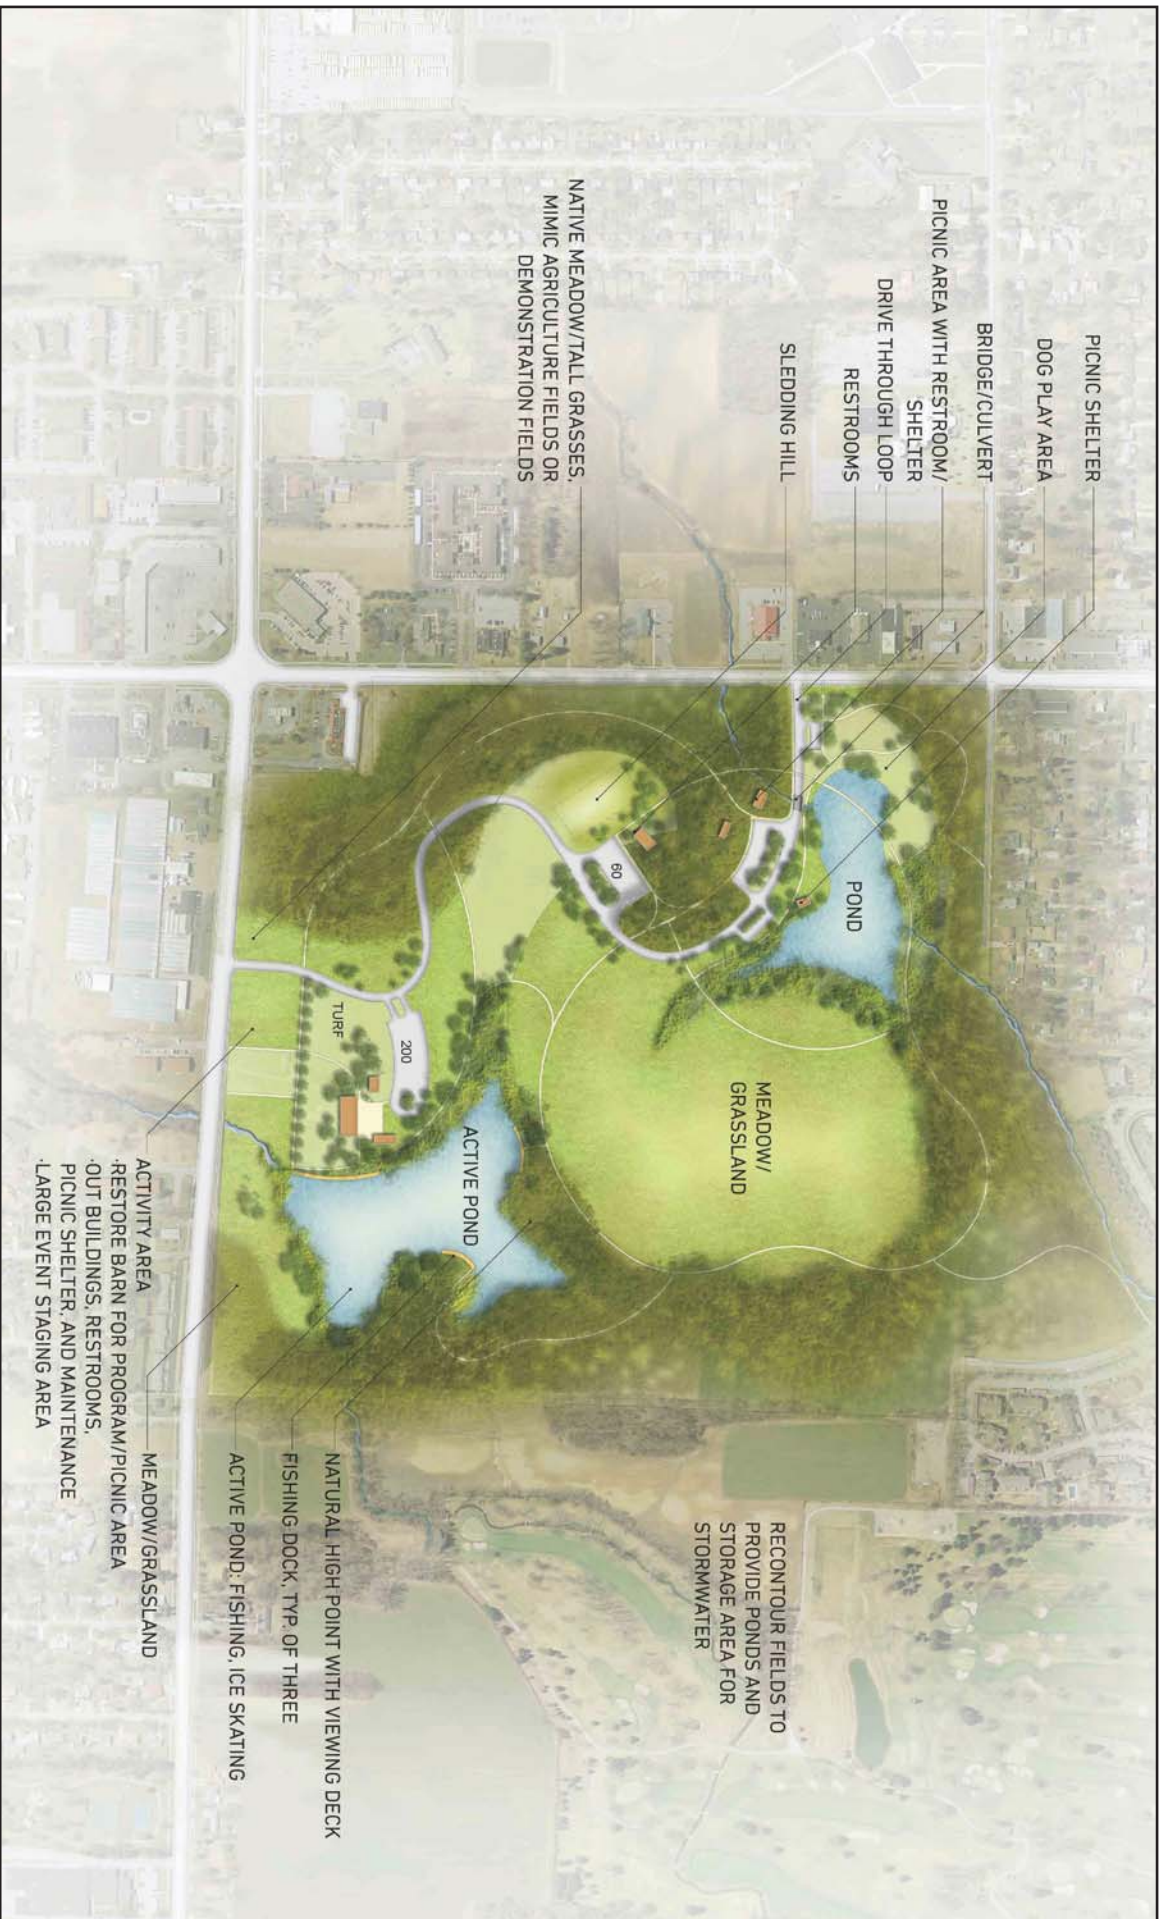 PICNIC SHELTER
DOG PLAY AREA
BRIDGE/CULVERT
PICNIC AREA WITH RESTROOM/
SHELTER
DRIVE THROUGH LOOP
RESTROOMS
SLEDDING HILL
NATIVE MEADOW/TALL GRASSES,
MIMIC AGRICULTURE FIELDS OR
DEMONSTRATION FIELDS
POND
60
MEADOW/
GRASSLAND
TURF
200
ACTIVE POND
RECONTOUR FIELDS TO
PROVIDE PONDS AND
STORAGE AREA FOR
STORMWATER
NATURAL HIGH POINT WITH VIEWING DECK
FISHING DOCK, TYP. OF THREE
ACTIVE POND: FISHING, ICE SKATING
MEADOW/GRASSLAND
ACTIVITY AREA
·RESTORE BARN FOR PROGRAM/PICNIC AREA
·OUT BUILDINGS, RESTROOMS,
PICNIC SHELTER, AND MAINTENANCE
·LARGE EVENT STAGING AREA